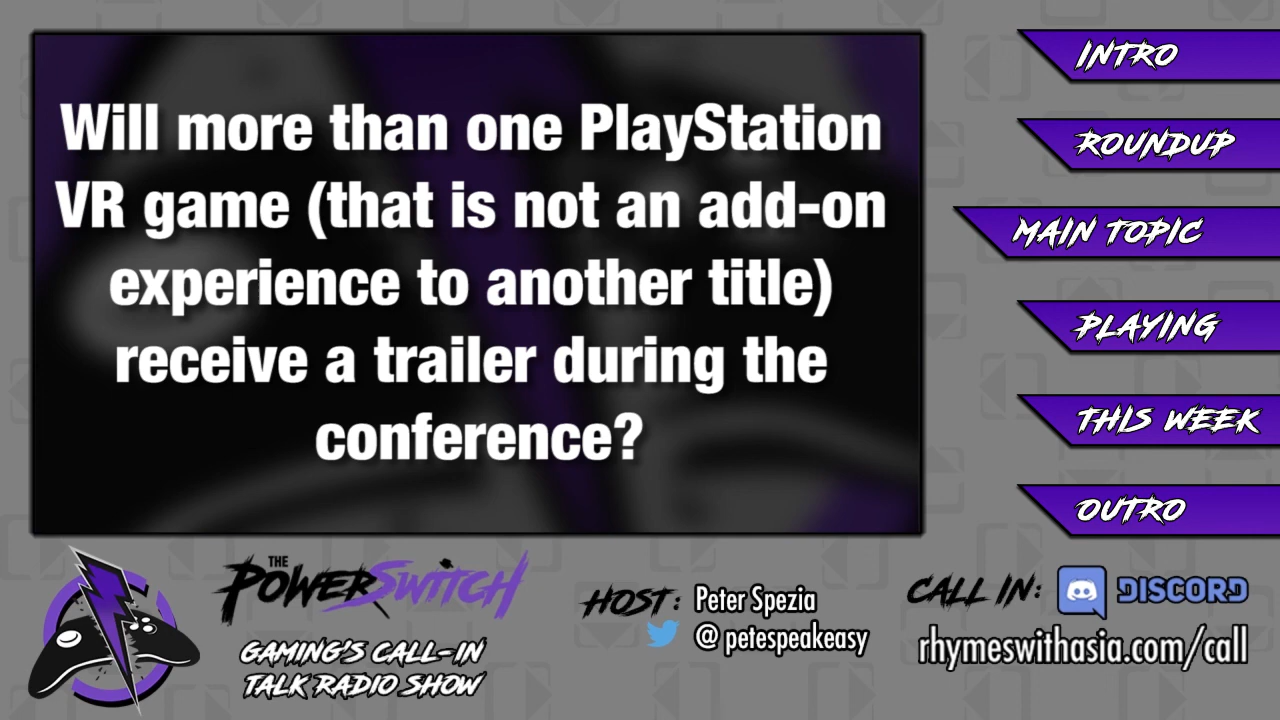 Will more than one PlayStation
VR game (that is not an add-on
experience to another title)
receive a trailer during the
conference?
INTRO
ROUNDUP
MAIN TOPIC
PLAYING
THIS WEEK
OUTRO
THE
POWERSWITCH
GAMING'S CALL-IN
TALK RADIO SHOW
HOST: Peter Spezia
@petespeakeasy
CALL IN: DISCORD
rhymeswithasia.com/call